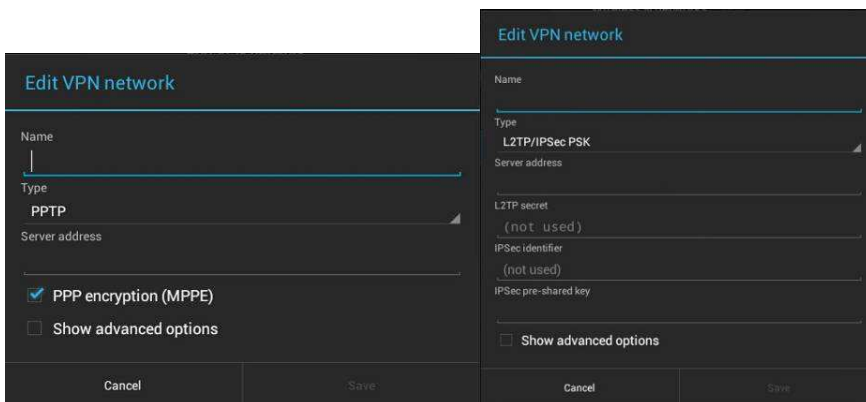 Edit VPN network
Name
Type
PPTP
Server address
PPP encryption (MPPE)
Show advanced options
Cancel
Save
Edit VPN network
Name
Type
L2TP/IPSec PSK
Server address
L2TP secret
(not used)
IPSec identifier
(not used)
IPSec pre-shared key
Show advanced options
Cancel
Save